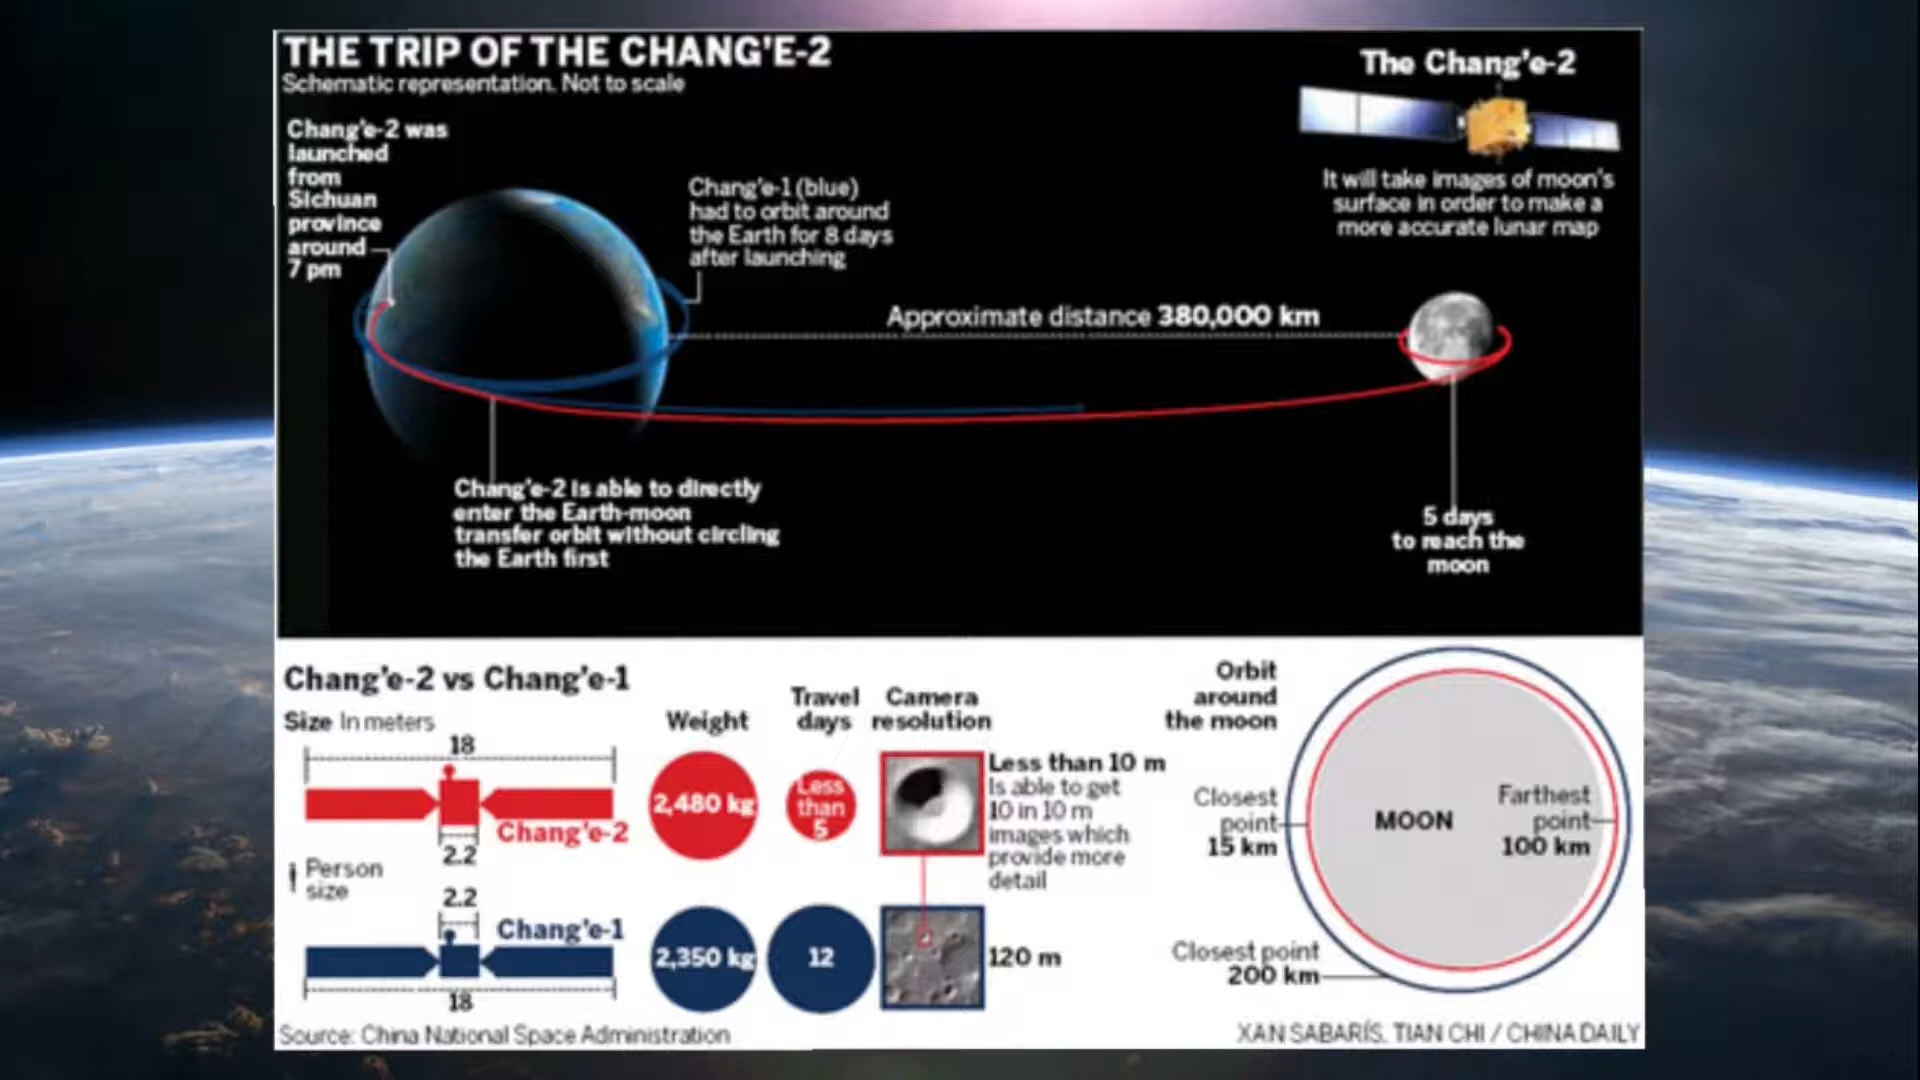 THE TRIP OF THE CHANG'E-2
Schematic representation. Not to scale
Chang'e-2 was
launched
from
Sichuan
province
around
7 pm
Chang'e-1 (blue)
had to orbit around
the Earth for 8 days
after launching
The Chang'e-2
It will take images of moon's
surface in order to make a
more accurate lunar map
Approximate distance 380,000 km
Chang'e-2 is able to directly
enter the Earth-moon
transfer orbit without circling
the Earth first
5 days
to reach the
moon
Chang'e-2 vs Chang'e-1
Size In meters
18
Chang'e-2
2.2
Person
size
2.2
Chang'e-1
18
Weight
2,480 kg
2,350 kg
Travel
days
Less
than
5
12
Camera
resolution
Less than 10 m
Is able to get
10 in 10 m
images which
provide more
detail
120 m
Orbit
around
the moon
Closest
point
15 km
MOON
Farthest
point
100 km
Closest point
200 km
Source: China National Space Administration
XAN SABARÍS, TIAN CHI / CHINA DAILY